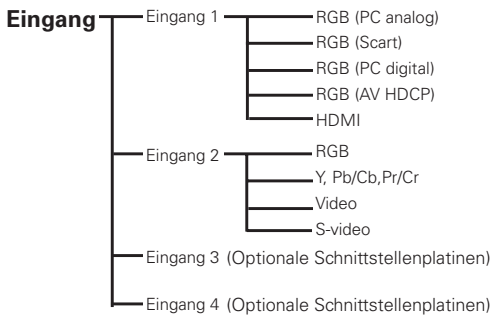 Eingang
Eingang 1
RGB (PC analog)
RGB (Scart)
RGB (PC digital)
RGB (AV HDCP)
HDMI
Eingang 2
RGB
Y, Pb/Cb,Pr/Cr
Video
S-video
Eingang 3 (Optionale Schnittstellenplatinen)
Eingang 4 (Optionale Schnittstellenplatinen)